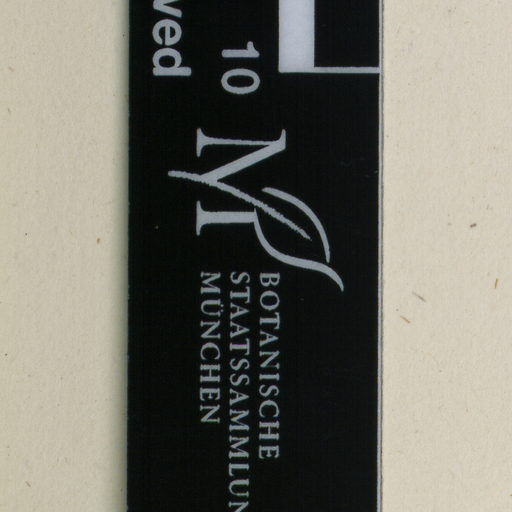 ved
10
BOTANISCHE
STAATSSAMMLUN
MÜNCHEN